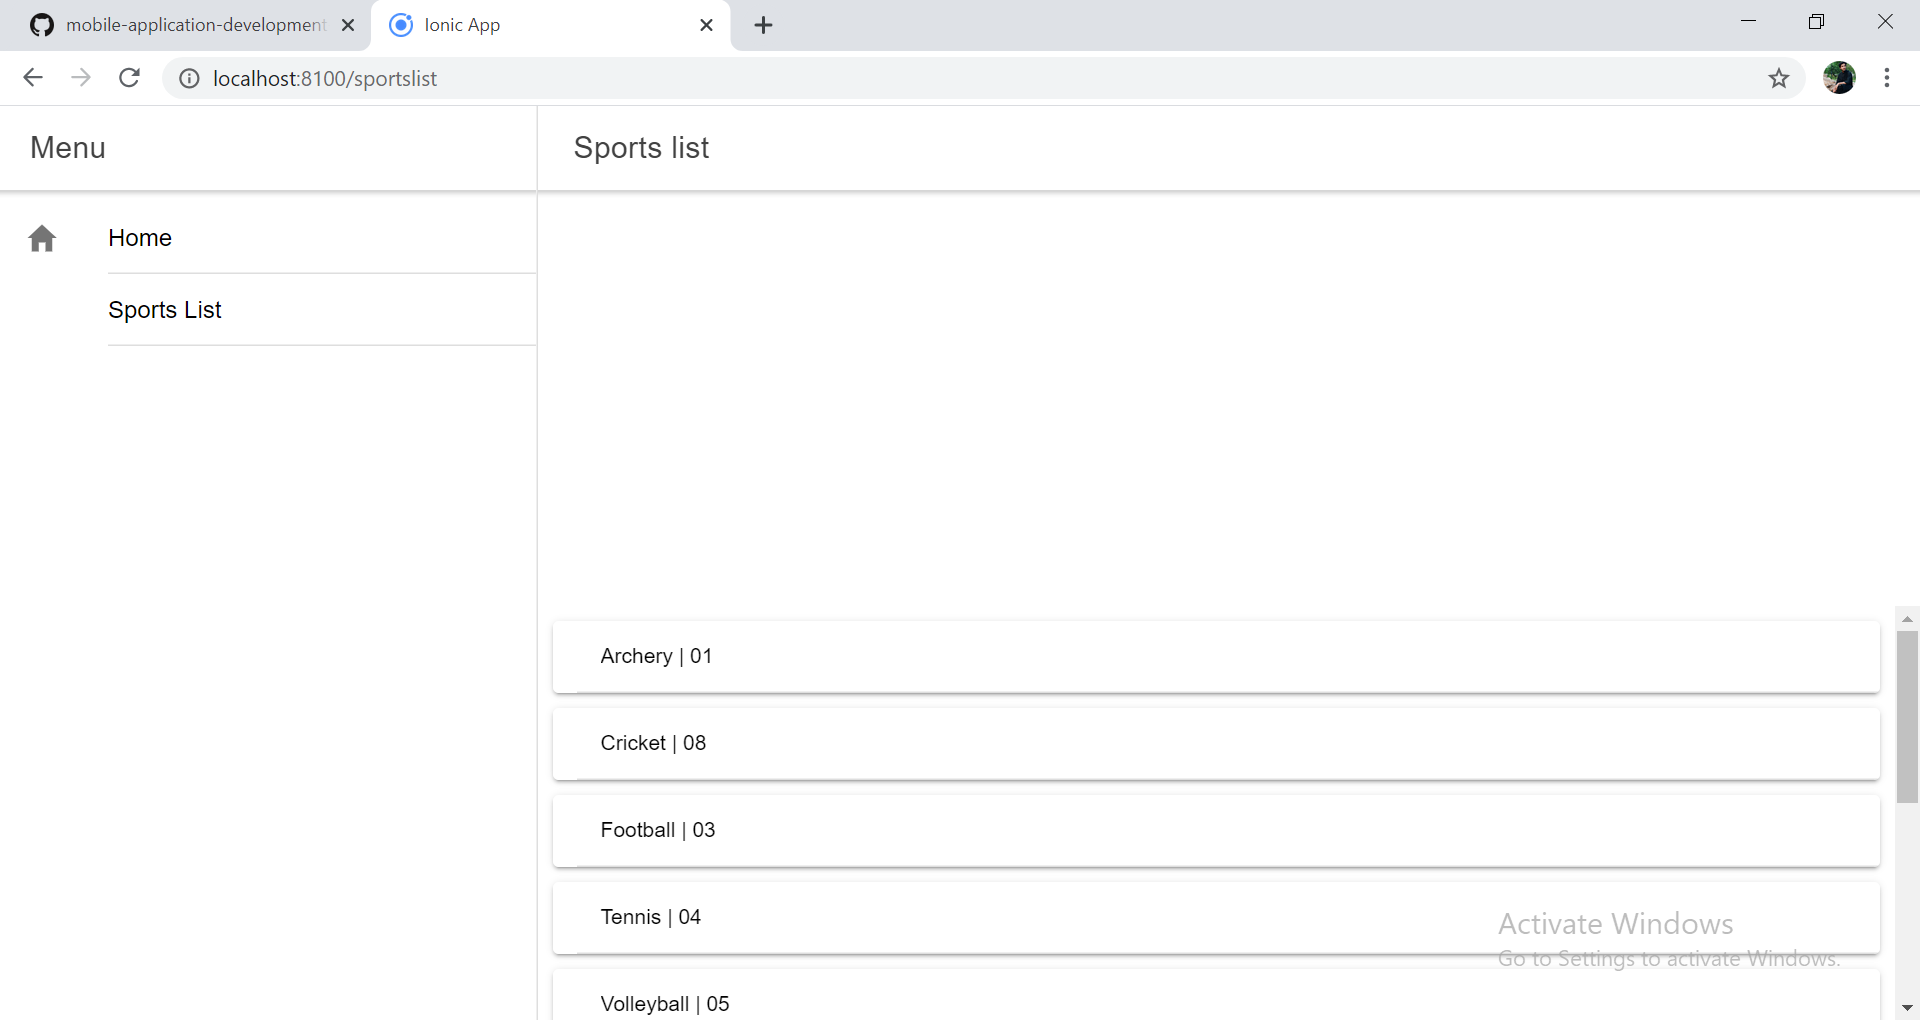 mobile-application-development
Ionic App
localhost:8100/sportslist
Menu
Sports list
Home
Sports List
Archery | 01
Cricket | 08
Football | 03
Tennis | 04
Activate Windows
Go to Settings to activate Windows.
Volleyball | 05